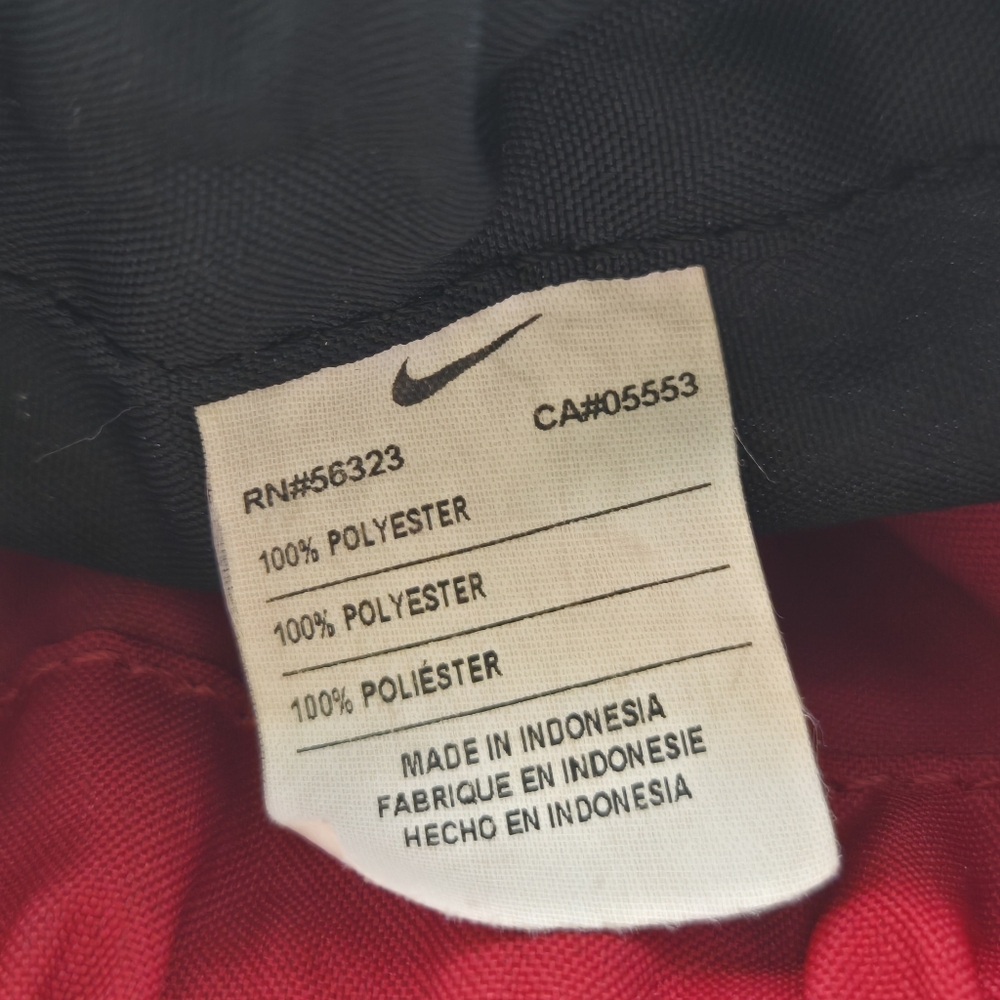 RN#56323 CA#05553
100% POLYESTER
100% POLYESTER
100% POLIÉSTER
MADE IN INDONESIA
FABRIQUE EN INDONESIE
HECHO EN INDONESIA